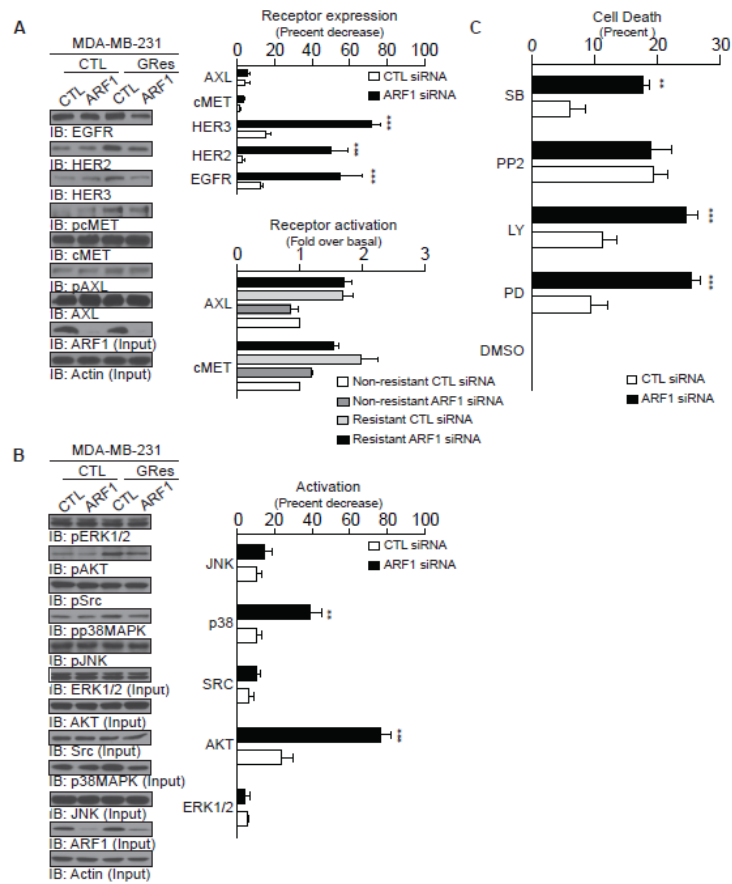 A
MDA-MB-231
CTL GRes
CTL ARF1 CTL ARF1
IB: EGFR
IB: HER2
IB: HER3
IB: pcMET
IB: cMET
IB: pAXL
IB: AXL
IB: ARF1 (Input)
IB: Actin (Input)
Receptor expression
(Precent decrease)
0 20 40 60 80 100
AXL
cMET
HER3
HER2
EGFR
CTL siRNA
ARF1 siRNA
***
***
***
Receptor activation
(Fold over basal)
0 1 2 3
AXL
cMET
Non-resistant CTL siRNA
Non-resistant ARF1 siRNA
Resistant CTL siRNA
Resistant ARF1 siRNA
C
Cell Death
(Precent )
0 10 20 30
SB
PP2
LY
PD
DMSO
**
***
***
CTL siRNA
ARF1 siRNA
B
MDA-MB-231
CTL GRes
CTL ARF1 CTL ARF1
IB: pERK1/2
IB: pAKT
IB: pSrc
IB: pp38MAPK
IB: pJNK
IB: ERK1/2 (Input)
IB: AKT (Input)
IB: Src (Input)
IB: p38MAPK (Input)
IB: JNK (Input)
IB: ARF1 (Input)
IB: Actin (Input)
Activation
(Precent decrease)
0 20 40 60 80 100
JNK
p38
SRC
AKT
ERK1/2
CTL siRNA
ARF1 siRNA
**
***